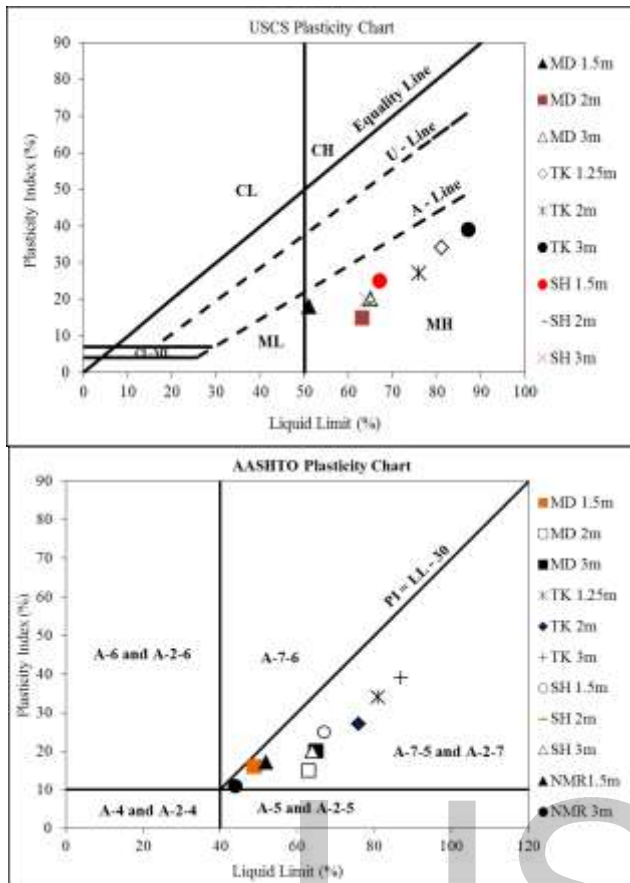 USCS Plasticity Chart
90
80
70
60
50
40
30
20
10
0
Plasticity Index (%)
0 10 20 30 40 50 60 70 80 90 100
Liquid Limit (%)
Equality Line
CH
U - Line
CL
A - Line
ML
MH
MD 1.5m
MD 2m
MD 3m
TK 1.25m
TK 2m
TK 3m
SH 1.5m
SH 2m
SH 3m
AASHTO Plasticity Chart
90
80
70
60
50
40
30
20
10
0
Plasticity Index (%)
0 20 40 60 80 100 120
Liquid Limit (%)
PI = LL - 30
A-6 and A-2-6
A-7-6
A-7-5 and A-2-7
A-4 and A-2-4
A-5 and A-2-5
MD 1.5m
MD 2m
MD 3m
TK 1.25m
TK 2m
TK 3m
SH 1.5m
SH 2m
SH 3m
NMR1.5m
NMR 3m